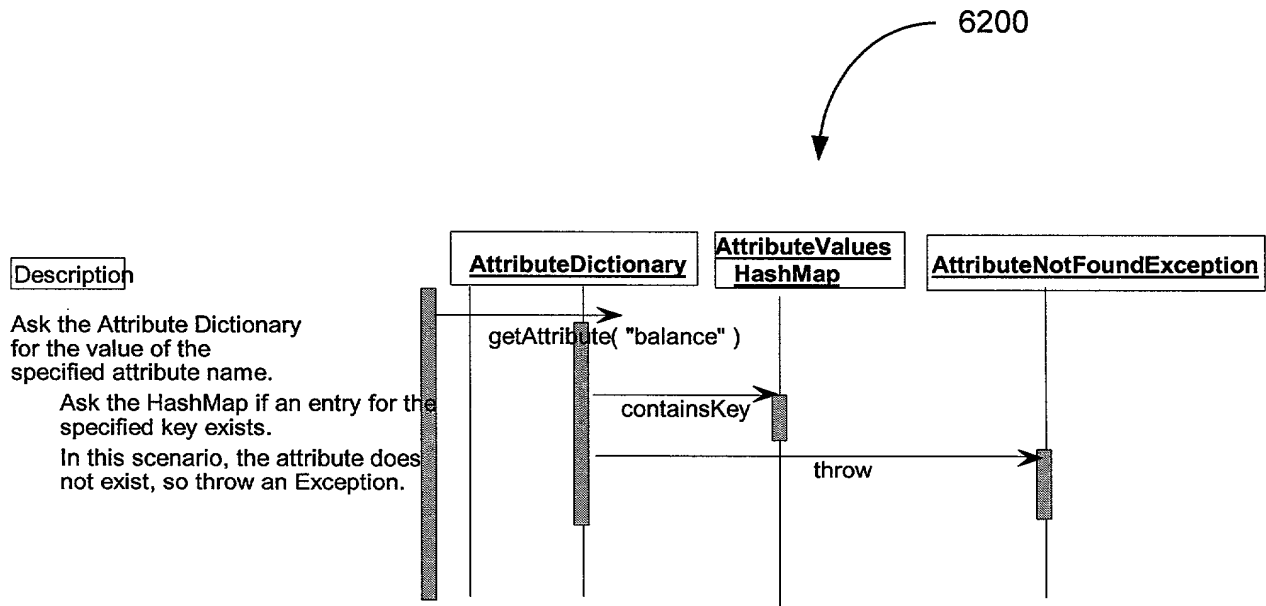 6200
Description
AttributeDictionary
AttributeValues
HashMap
AttributeNotFoundException
Ask the Attribute Dictionary
for the value of the
specified attribute name.
Ask the HashMap if an entry for the
specified key exists.
In this scenario, the attribute does
not exist, so throw an Exception.
getAttribute( "balance" )
containsKey
throw